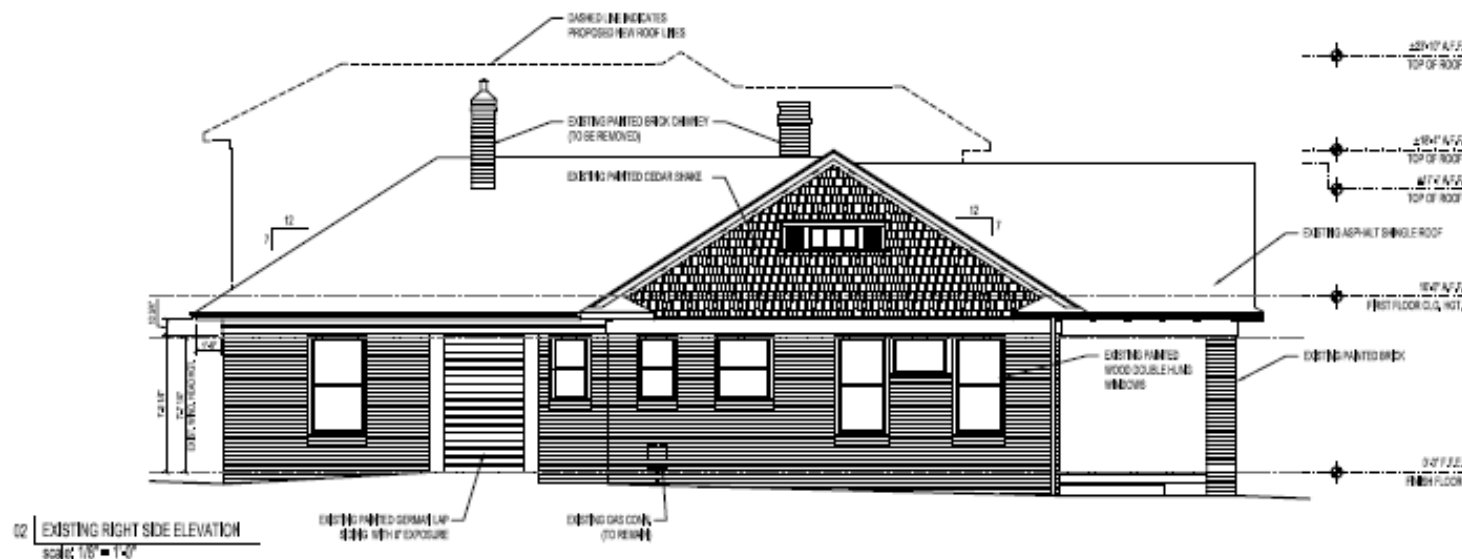 DASHED LINE INDICATES
PROPOSED NEW ROOF LINES
TOP OF ROOF
EXISTING PAINTED BRICK CHIMNEY
(TO BE REMOVED)
TOP OF ROOF
EXISTING PAINTED CEDAR SHAKE
TOP OF ROOF
12
7
12
7
EXISTING ASPHALT SHINGLE ROOF
FIRST FLOOR CLG. HGT.
EXISTING PAINTED
WOOD DOUBLE HUNG
WINDOWS
EXISTING PAINTED BRICK
0'-0" F.F.E.
FINISH FLOOR
EXISTING PAINTED GERMAN LAP
SIDING WITH 6" EXPOSURE
EXISTING GAS CONN.
(TO REMAIN)
02 EXISTING RIGHT SIDE ELEVATION
scale: 1/8" = 1'-0"